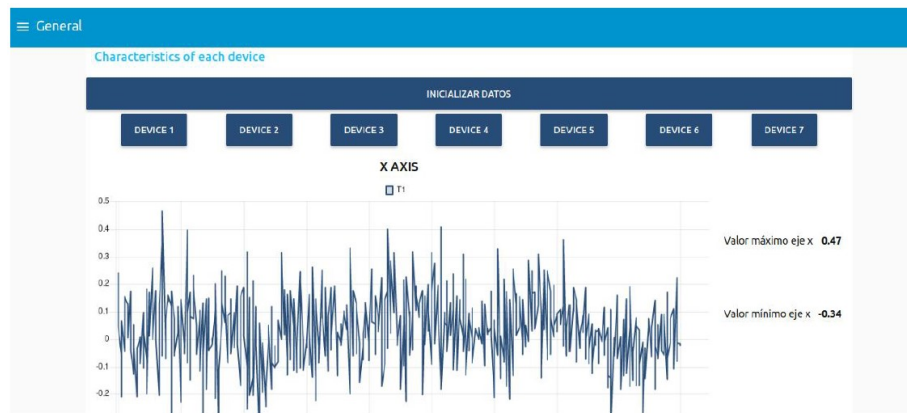 ≡ General
Characteristics of each device
INICIALIZAR DATOS
DEVICE 1 DEVICE 2 DEVICE 3 DEVICE 4 DEVICE 5 DEVICE 6 DEVICE 7
X AXIS
T1
0.5
0.4
0.3
0.2
0.1
0
-0.1
-0.2
Valor máximo eje x 0.47
Valor mínimo eje x -0.34